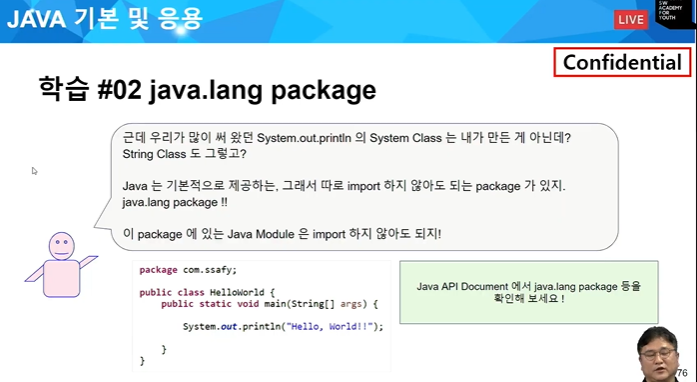 JAVA 기본 및 응용
LIVE
SW
ACADEMY
FOR
YOUTH
Confidential
학습 #02 java.lang package
근데 우리가 많이 써 왔던 System.out.println 의 System Class 는 내가 만든 게 아닌데?
String Class 도 그렇고?
Java 는 기본적으로 제공하는, 그래서 따로 import 하지 않아도 되는 package 가 있지.
java.lang package !!
이 package 에 있는 Java Module 은 import 하지 않아도 되지!
package com.ssafy;
public class HelloWorld {
public static void main(String[] args) {
System.out.println("Hello, World!!");
}
}
Java API Document 에서 java.lang package 등을
확인해 보세요 !
76